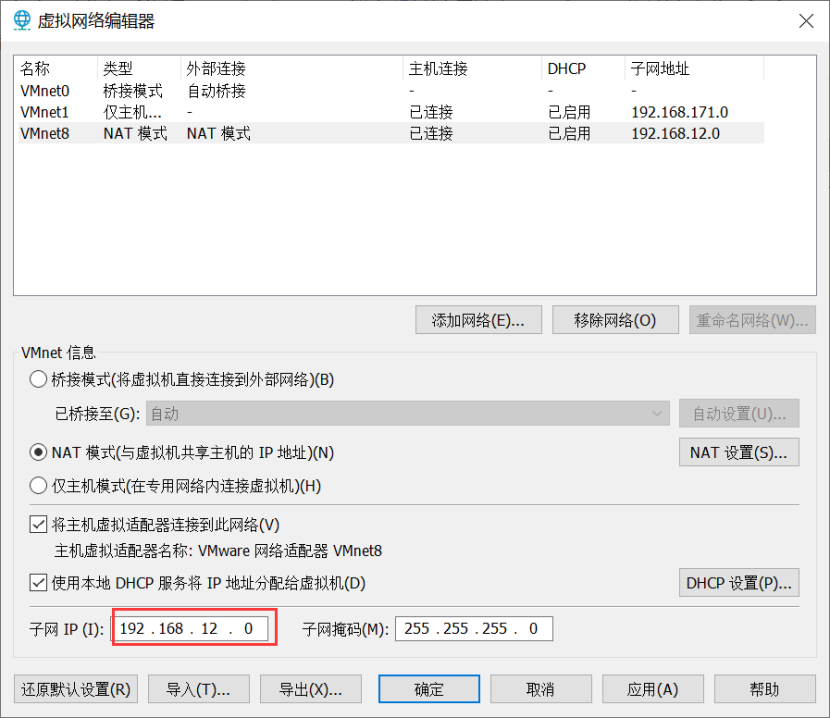 虚拟网络编辑器
名称 类型 外部连接 主机连接 DHCP 子网地址
VMnet0 桥接模式 自动桥接 - - -
VMnet1 仅主机... - 已连接 已启用 192.168.171.0
VMnet8 NAT 模式 NAT 模式 已连接 已启用 192.168.12.0
添加网络(E)... 移除网络(O) 重命名网络(W)...
VMnet 信息
桥接模式(将虚拟机直接连接到外部网络)(B)
已桥接至(G): 自动 自动设置(U)...
NAT 模式(与虚拟机共享主机的 IP 地址)(N) NAT 设置(S)...
仅主机模式(在专用网络内连接虚拟机)(H)
将主机虚拟适配器连接到此网络(V)
主机虚拟适配器名称: VMware 网络适配器 VMnet8
使用本地 DHCP 服务将 IP 地址分配给虚拟机(D) DHCP 设置(P)...
子网 IP (I): 192 . 168 . 12 . 0 子网掩码(M): 255 . 255 . 255 . 0
还原默认设置(R) 导入(T)... 导出(X)... 确定 取消 应用(A) 帮助